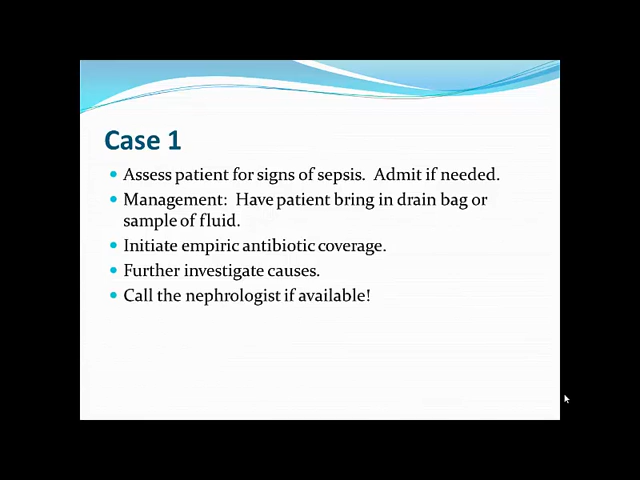 Case 1
• Assess patient for signs of sepsis.  Admit if needed.
• Management:  Have patient bring in drain bag or
sample of fluid.
• Initiate empiric antibiotic coverage.
• Further investigate causes.
• Call the nephrologist if available!